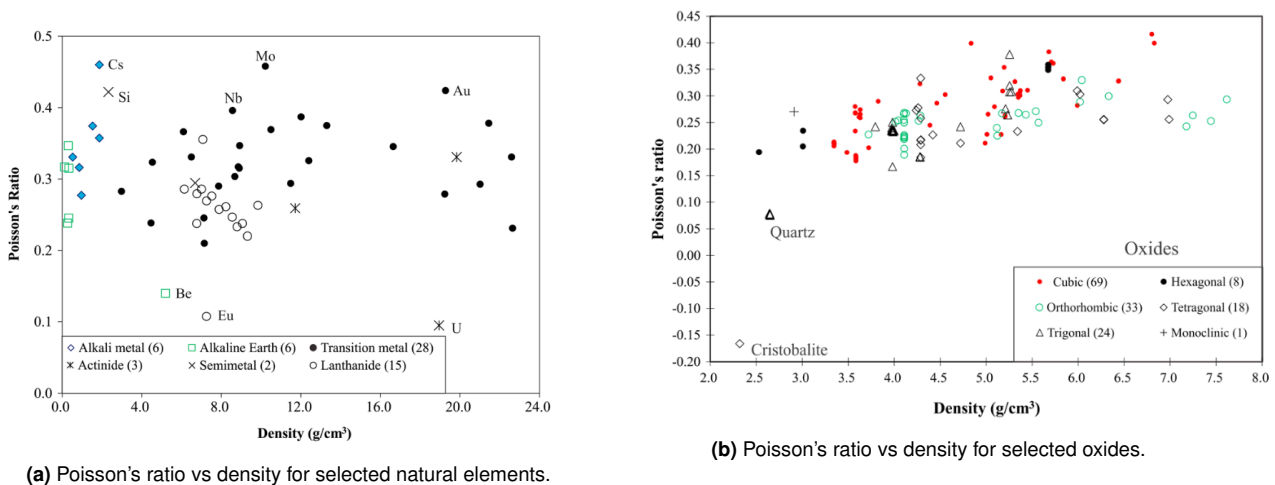 0.5
0.4
0.3
0.2
0.1
0.0
Poisson's Ratio
Cs
Si
Mo
Nb
Au
Be
Eu
U
Alkali metal (6)
Alkaline Earth (6)
Transition metal (28)
Actinide (3)
Semimetal (2)
Lanthanide (15)
0.0 4.0 8.0 12.0 16.0 20.0 24.0
Density (g/cm³)
(a) Poisson's ratio vs density for selected natural elements.
0.45
0.40
0.35
0.30
0.25
0.20
0.15
0.10
0.05
0.00
-0.05
-0.10
-0.15
-0.20
Poisson's ratio
Quartz
Cristobalite
Oxides
Cubic (69)
Hexagonal (8)
Orthorhombic (33)
Tetragonal (18)
Trigonal (24)
Monoclinic (1)
2.0 2.5 3.0 3.5 4.0 4.5 5.0 5.5 6.0 6.5 7.0 7.5 8.0
Density (g/cm³)
(b) Poisson's ratio vs density for selected oxides.